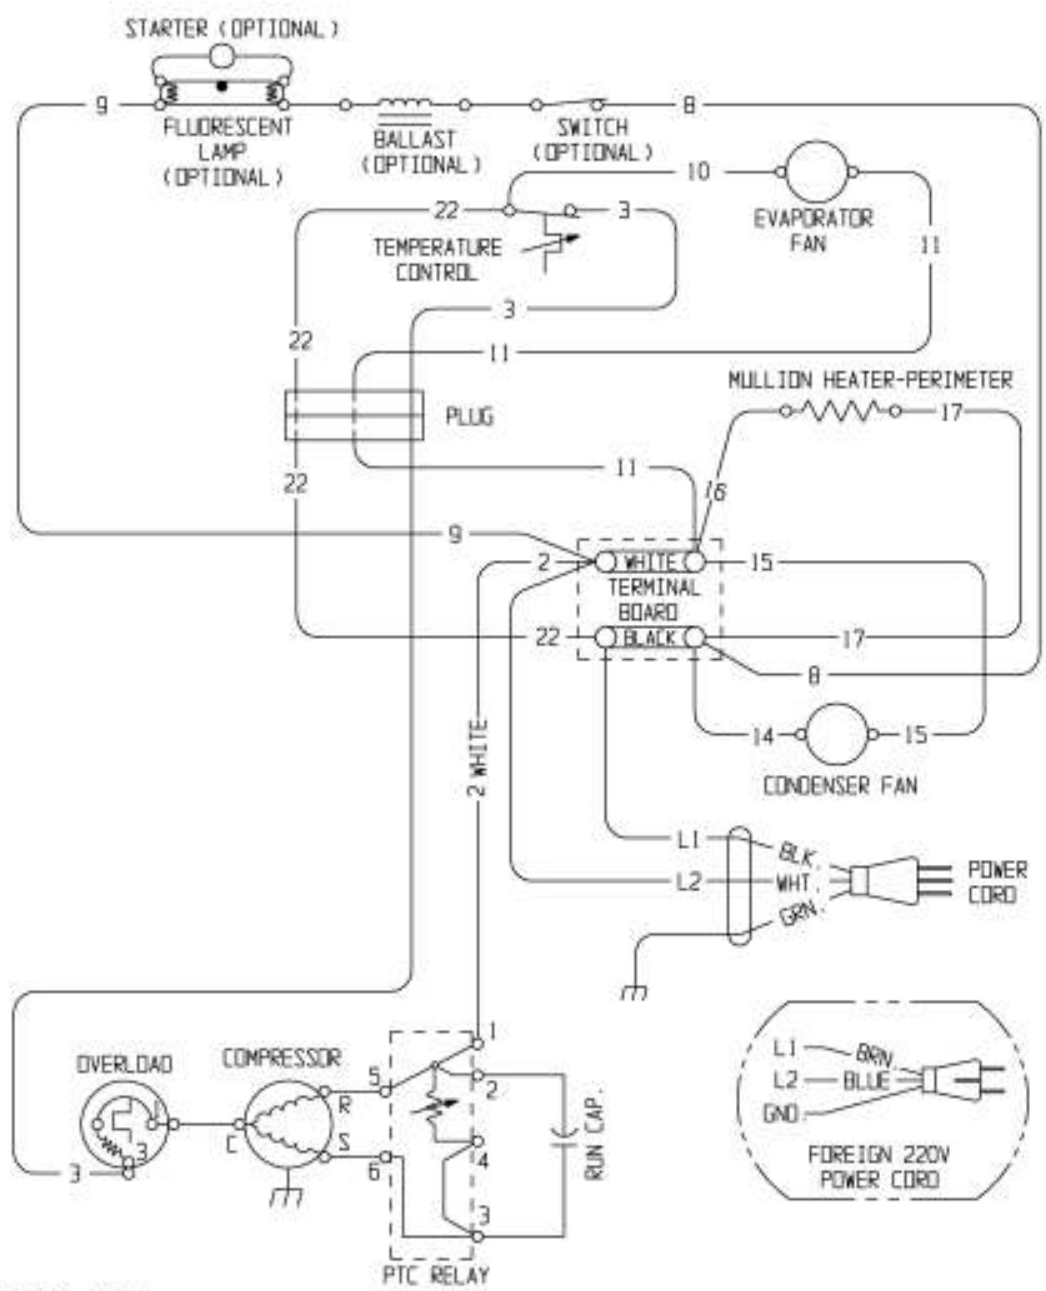 STARTER (OPTIONAL)
9
8
FLUORESCENT
LAMP
(OPTIONAL)
BALLAST
(OPTIONAL)
SWITCH
(OPTIONAL)
10
22
3
EVAPORATOR
FAN
11
TEMPERATURE
CONTROL
3
22
11
MULLION HEATER-PERIMETER
17
PLUG
11
22
16
9
2
WHITE
15
TERMINAL
BOARD
22
BLACK
17
8
14
15
2 WHITE
CONDENSER FAN
L1
BLK.
L2
WHT.
GRN.
POWER
CORD
1
OVERLOAD
COMPRESSOR
5
2
R
C
S
3
6
4
3
3
RUN CAP.
PTC RELAY
L1
BRN
L2
BLUE
GND.
FOREIGN 220V
POWER CORD